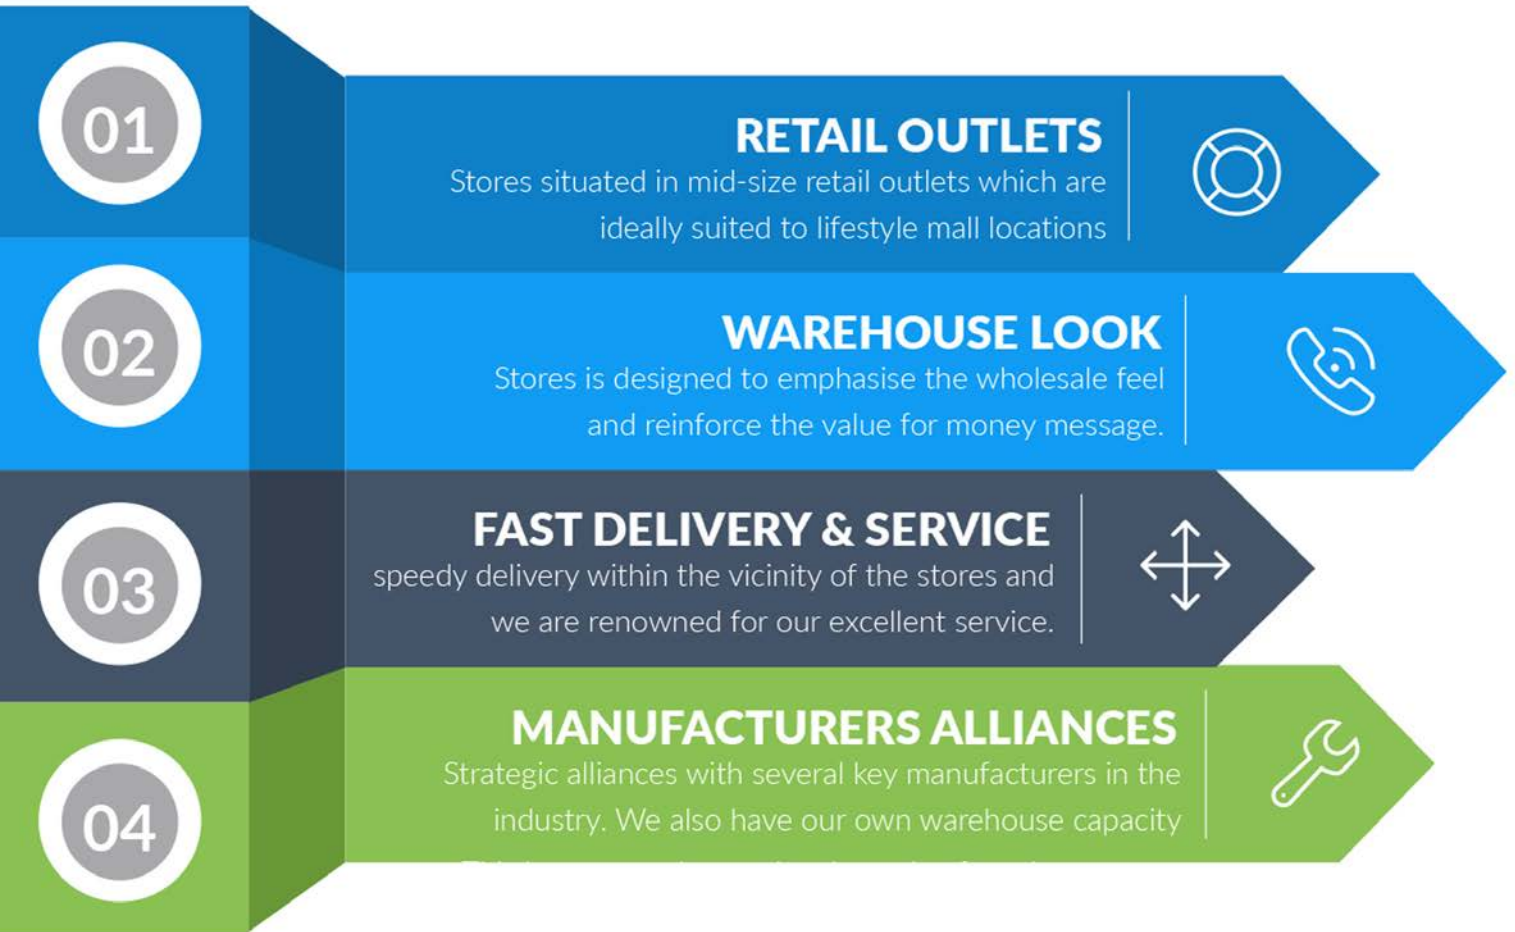 01
RETAIL OUTLETS
Stores situated in mid-size retail outlets which are
ideally suited to lifestyle mall locations
02
WAREHOUSE LOOK
Stores is designed to emphasise the wholesale feel
and reinforce the value for money message.
03
FAST DELIVERY & SERVICE
speedy delivery within the vicinity of the stores and
we are renowned for our excellent service.
04
MANUFACTURERS ALLIANCES
Strategic alliances with several key manufacturers in the
industry. We also have our own warehouse capacity